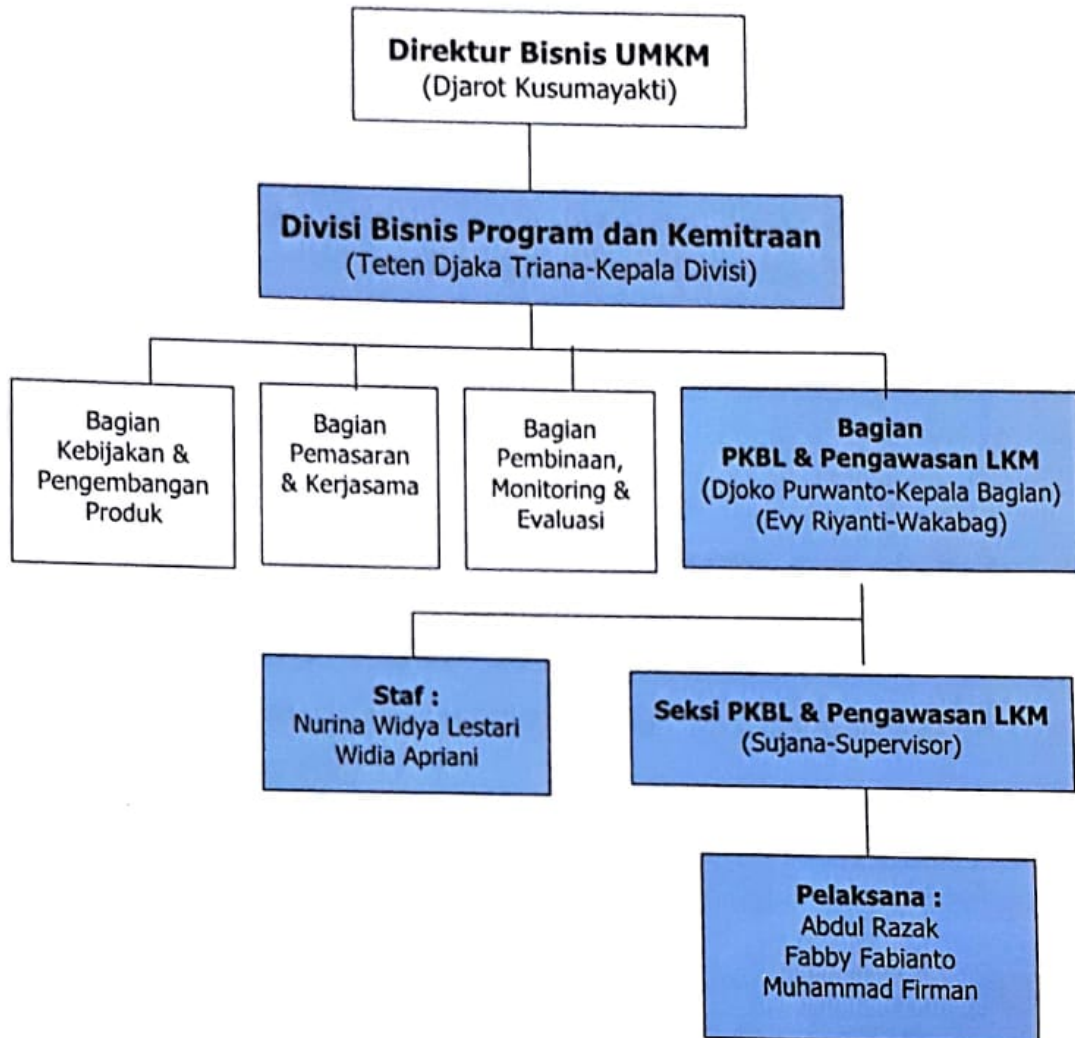 Direktur Bisnis UMKM
(Djarot Kusumayakti)
Divisi Bisnis Program dan Kemitraan
(Teten Djaka Triana-Kepala Divisi)
Bagian
Kebijakan &
Pengembangan
Produk
Bagian
Pemasaran
& Kerjasama
Bagian
Pembinaan,
Monitoring &
Evaluasi
Bagian
PKBL & Pengawasan LKM
(Djoko Purwanto-Kepala Bagian)
(Evy Riyanti-Wakabag)
Staf :
Nurina Widya Lestari
Widia Apriani
Seksi PKBL & Pengawasan LKM
(Sujana-Supervisor)
Pelaksana :
Abdul Razak
Fabby Fabianto
Muhammad Firman